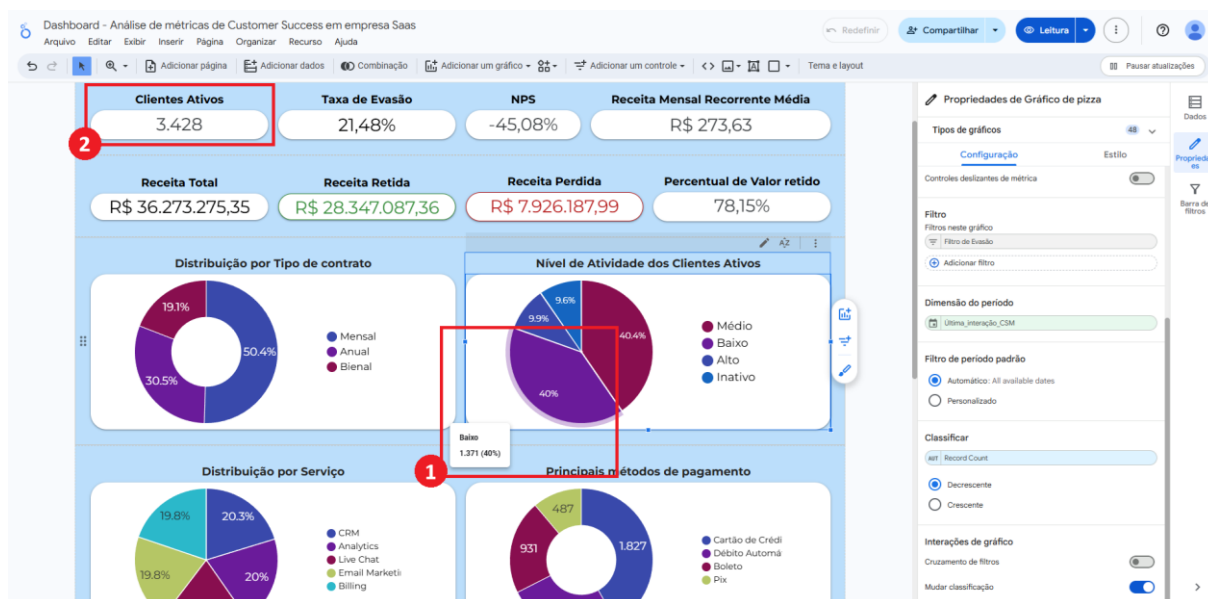 Dashboard - Análise de métricas de Customer Success em empresa Saas
Arquivo Editar Exibir Inserir Página Organizar Recurso Ajuda
Redefinir
Compartilhar
Leitura
Adicionar página
Adicionar dados
Combinação
Adicionar um gráfico
Adicionar um controle
Tema e layout
Pausar atualizações
Clientes Ativos
3.428
2
Taxa de Evasão
21,48%
NPS
-45,08%
Receita Mensal Recorrente Média
R$ 273,63
Receita Total
R$ 36.273.275,35
Receita Retida
R$ 28.347.087,36
Receita Perdida
R$ 7.926.187,99
Percentual de Valor retido
78,15%
Distribuição por Tipo de contrato
19.1%
50.4%
30.5%
Mensal
Anual
Bienal
Nível de Atividade dos Clientes Ativos
9.6%
9.9%
40.4%
40%
Médio
Baixo
Alto
Inativo
Baixo
1.371 (40%)
1
Distribuição por Serviço
19.8%
20.3%
19.8%
20%
CRM
Analytics
Live Chat
Email Marketi
Billing
Principais métodos de pagamento
487
931
1.827
Cartão de Crédi
Débito Automá
Boleto
Pix
Propriedades de Gráfico de pizza
Tipos de gráficos
48
Configuração
Estilo
Controles deslizantes de métrica
Filtro
Filtros neste gráfico
Filtro de Evasão
Adicionar filtro
Dimensão do período
Última_interação_CSM
Filtro de período padrão
Automático: All available dates
Personalizado
Classificar
AUT Record Count
Decrescente
Crescente
Interações de gráfico
Cruzamento de filtros
Mudar classificação
Dados
Propriedad
es
Barra de
filtros